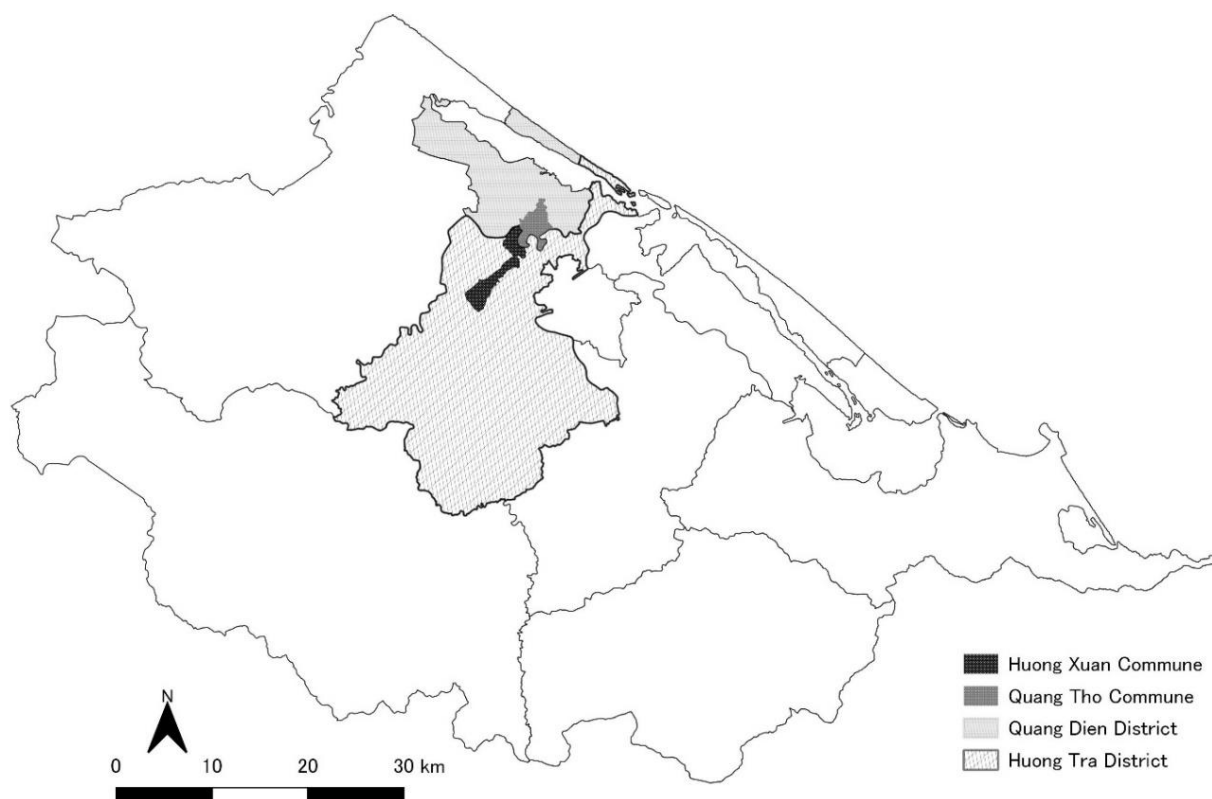 Huong Xuan Commune
Quang Tho Commune
Quang Dien District
Huong Tra District
N
0 10 20 30 km